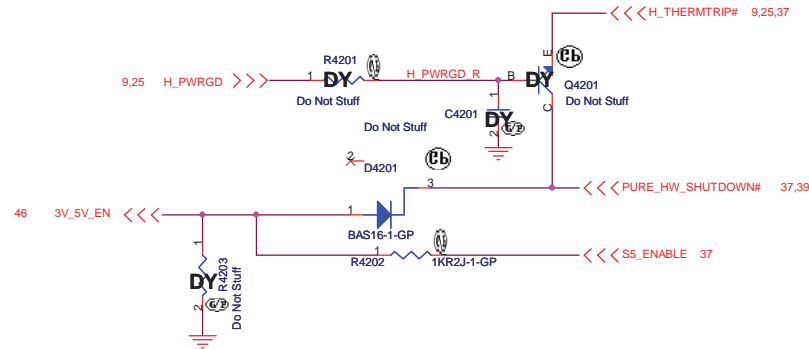 H_THERMTRIP# 9,25,37
R4201
9,25 H_PWRGD
1
DY
2
H_PWRGD_R
B
E
DY
Q4201
Do Not Stuff
Do Not Stuff
C
1
C4201
DY
2
Do Not Stuff
2
D4201
3
PURE_HW_SHUTDOWN# 37,39
46 3V_5V_EN
1
BAS16-1-GP
1
R4202
1KR2J-1-GP
S5_ENABLE 37
1
DY
2
R4203
Do Not Stuff